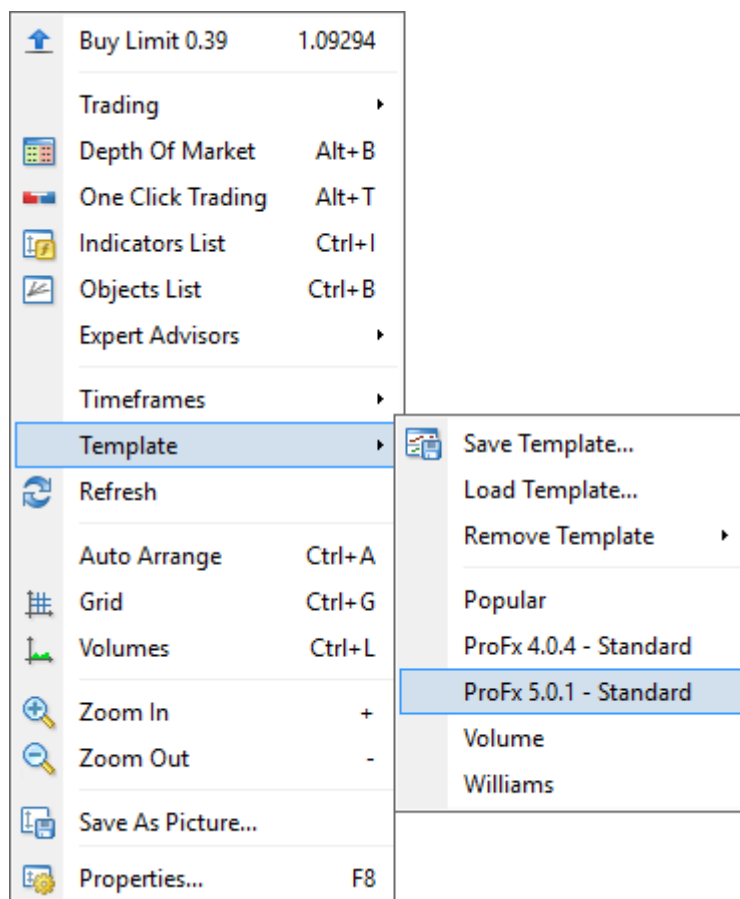 Buy Limit 0.39 1.09294
Trading
Depth Of Market Alt+B
One Click Trading Alt+T
Indicators List Ctrl+I
Objects List Ctrl+B
Expert Advisors
Timeframes
Template
Refresh
Auto Arrange Ctrl+A
Grid Ctrl+G
Volumes Ctrl+L
Zoom In +
Zoom Out -
Save As Picture...
Properties... F8
Save Template...
Load Template...
Remove Template
Popular
ProFx 4.0.4 - Standard
ProFx 5.0.1 - Standard
Volume
Williams